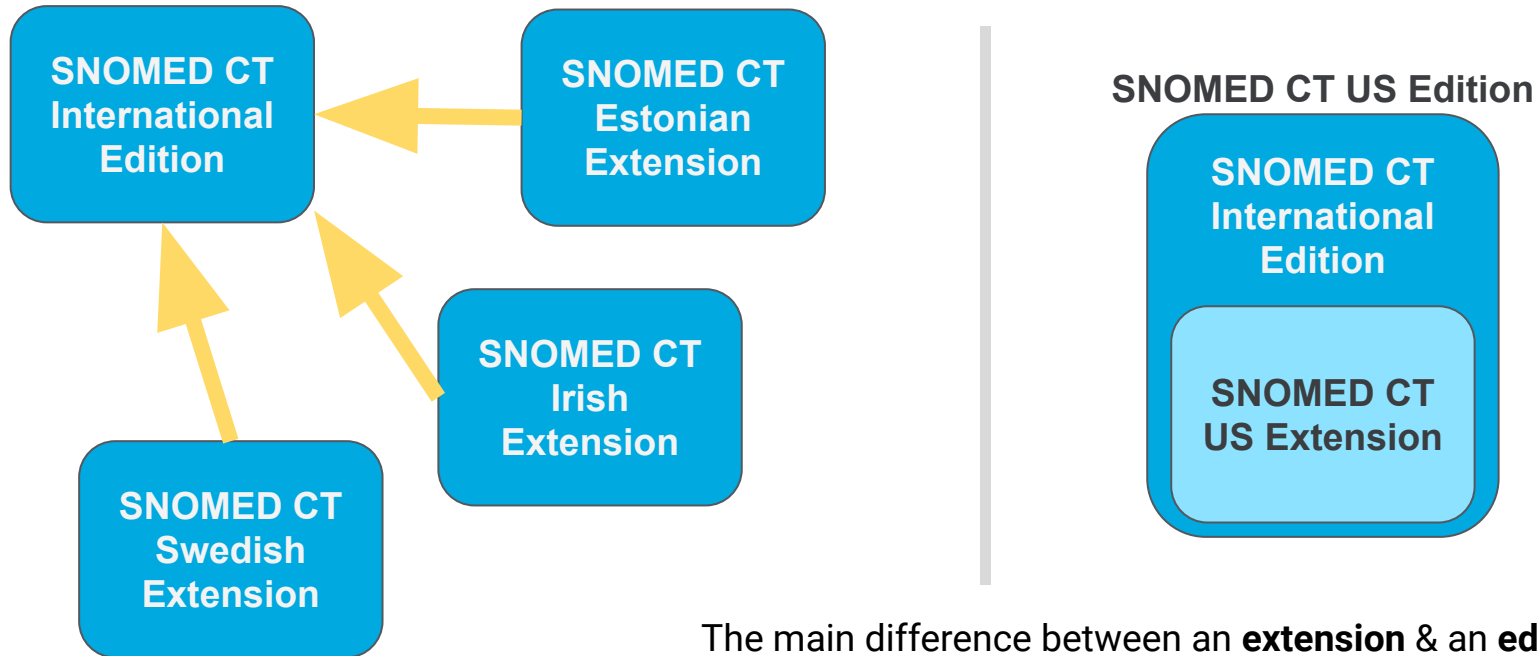 SNOMED CT
International
Edition
SNOMED CT
Estonian
Extension
SNOMED CT
Irish
Extension
SNOMED CT
Swedish
Extension
SNOMED CT US Edition
SNOMED CT
International
Edition
SNOMED CT
US Extension
The main difference between an extension & an ed